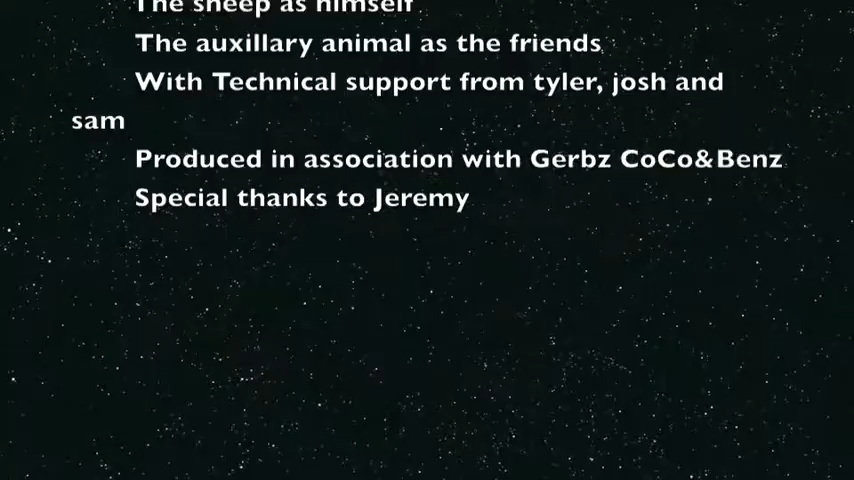 The sheep as himself
The auxillary animal as the friends
With Technical support from tyler, josh and
sam
Produced in association with Gerbz CoCo&Benz
Special thanks to Jeremy